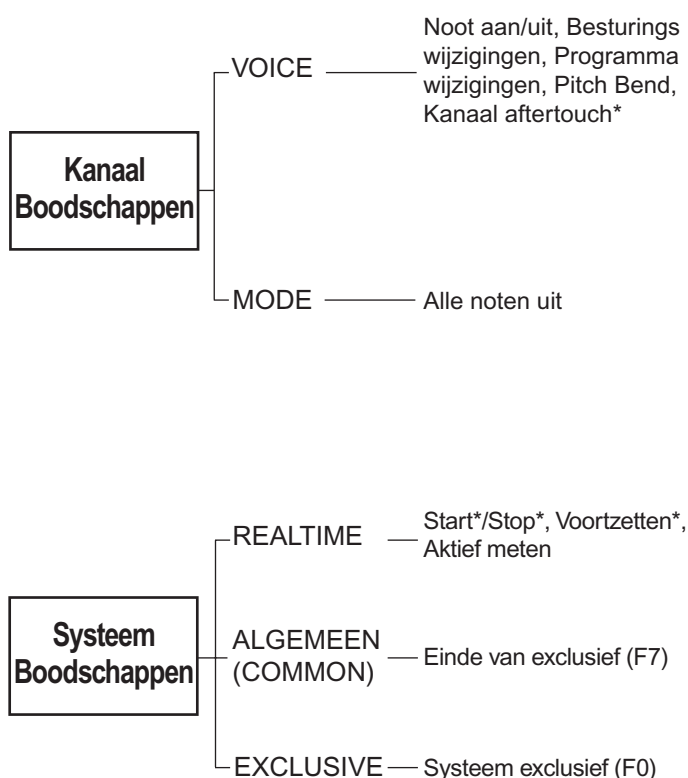 Noot aan/uit, Besturings
wijzigingen, Programma
wijzigingen, Pitch Bend,
Kanaal aftertouch*
VOICE
Kanaal
Boodschappen
MODE
Alle noten uit
REALTIME
Start*/Stop*, Voortzetten*,
Aktief meten
Systeem
Boodschappen
ALGEMEEN
(COMMON)
Einde van exclusief (F7)
EXCLUSIVE
Systeem exclusief (F0)